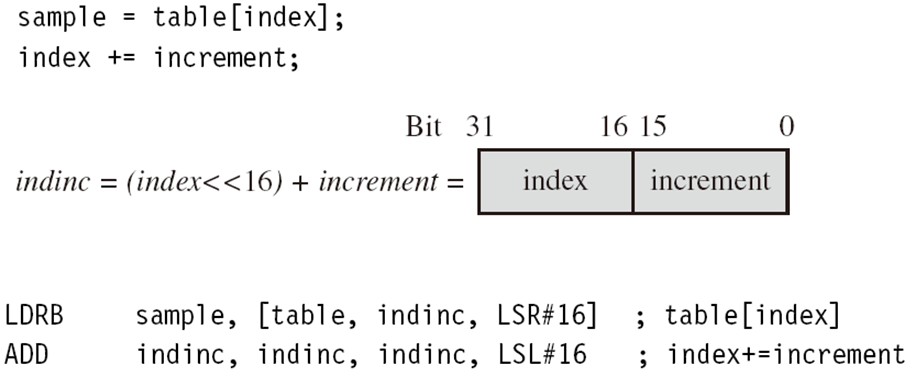 sample = table[index];
index += increment;
Bit 31 16 15 0
indinc = (index<<16) + increment = index increment
LDRB sample, [table, indinc, LSR#16] ; table[index]
ADD indinc, indinc, indinc, LSL#16 ; index+=increment